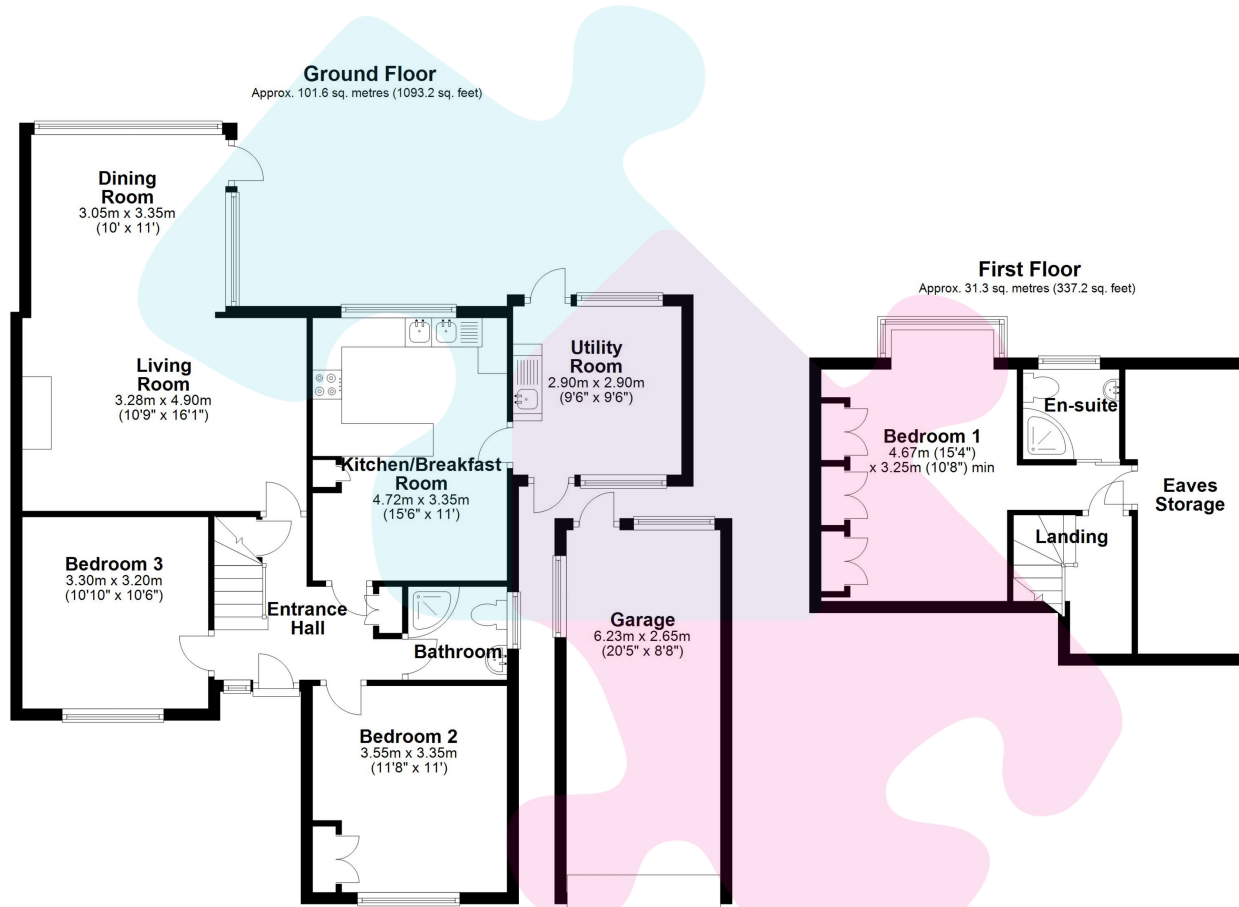 Ground Floor
Approx. 101.6 sq. metres (1093.2 sq. feet)
Dining
Room
3.05m x 3.35m
(10' x 11')
Living
Room
3.28m x 4.90m
(10'9" x 16'1")
Utility
Room
2.90m x 2.90m
(9'6" x 9'6")
Kitchen/Breakfast
Room
4.72m x 3.35m
(15'6" x 11')
Bedroom 3
3.30m x 3.20m
(10'10" x 10'6")
Entrance
Hall
Bathroom
Garage
6.23m x 2.65m
(20'5" x 8'8")
Bedroom 2
3.55m x 3.35m
(11'8" x 11')
First Floor
Approx. 31.3 sq. metres (337.2 sq. feet)
En-suite
Bedroom 1
4.67m (15'4")
x 3.25m (10'8") min
Eaves
Storage
Landing